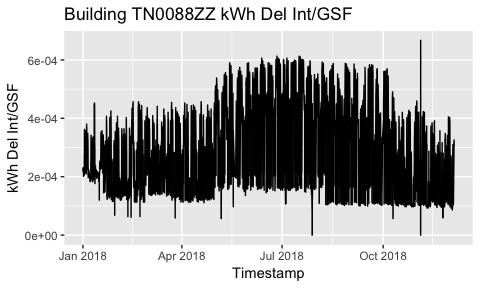 Building TN0088ZZ kWh Del Int/GSF
kWh Del Int/GSF
6e-04
4e-04
2e-04
0e+00
Jan 2018
Apr 2018
Jul 2018
Oct 2018
Timestamp